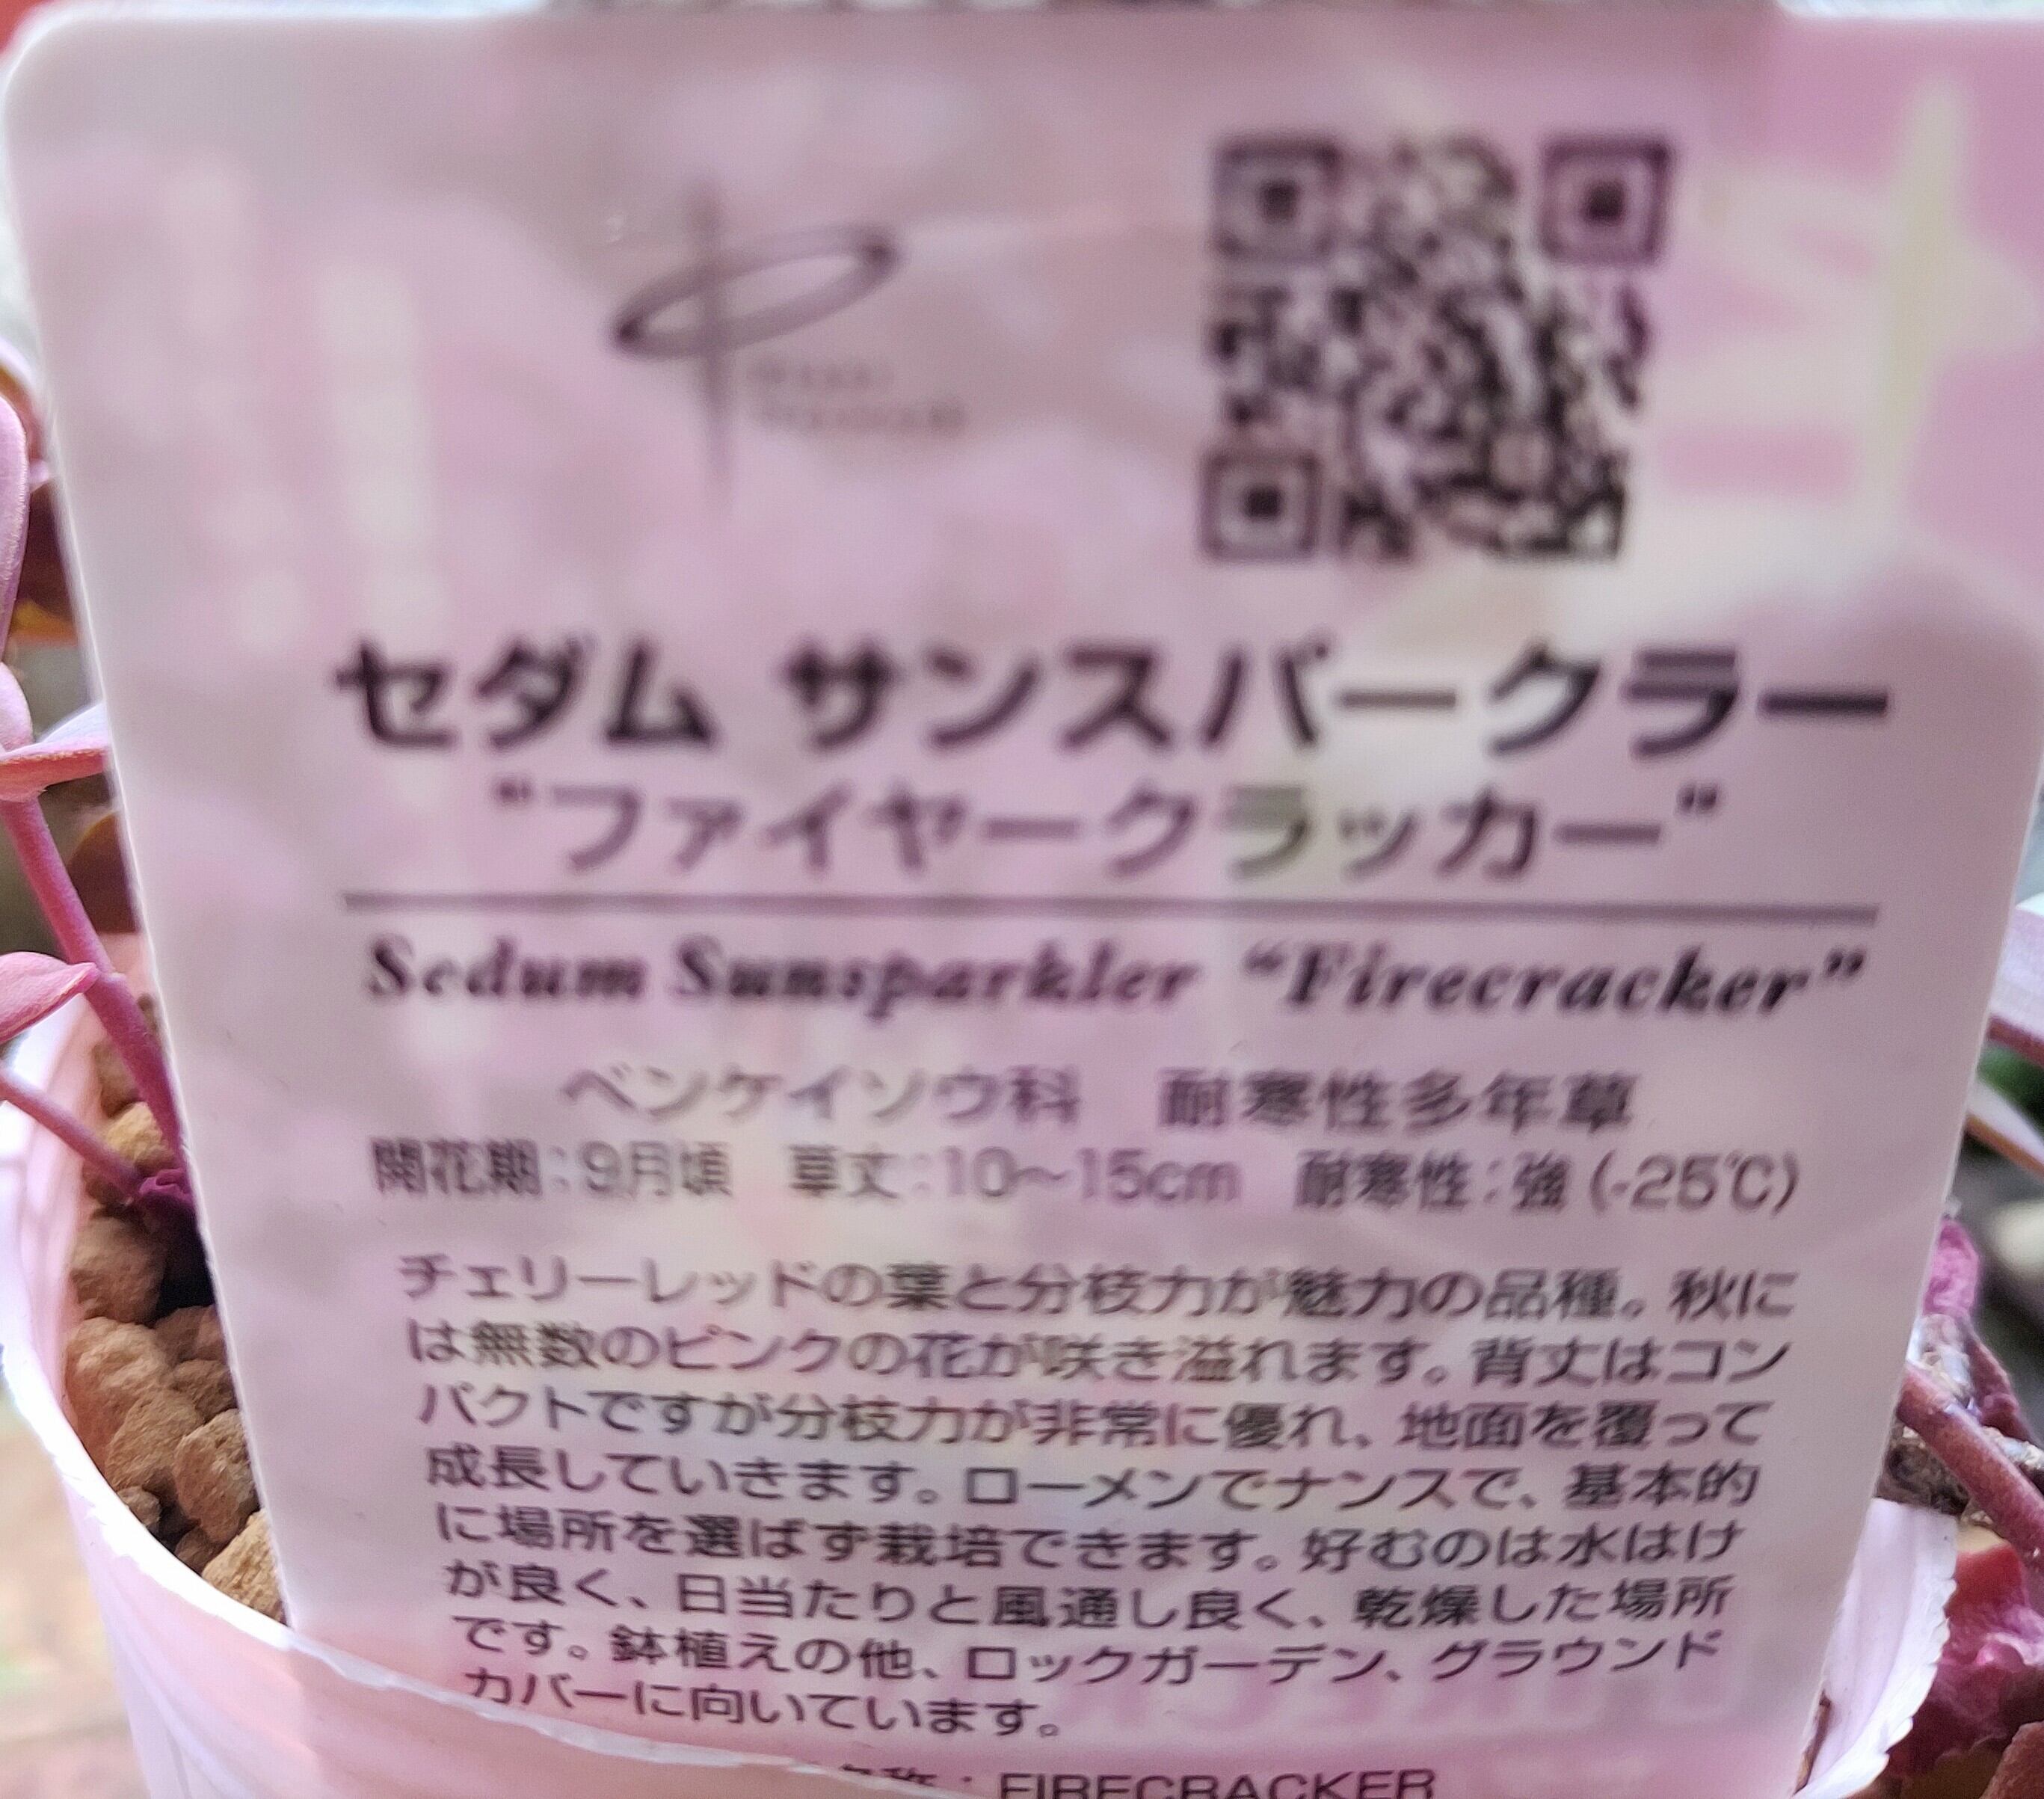 セダム サンスパークラー
"ファイヤークラッカー"
Sedum Sunsparkler “Firecracker”
ベンケイソウ科 耐寒性多年草
開花期:9月頃 草丈:10〜15cm 耐寒性:強(-25℃)
チェリーレッドの葉と分枝力が魅力の品種。秋に
は無数のピンクの花が咲き溢れます。背丈はコン
パクトですが分枝力が非常に優れ、地面を覆って
成長していきます。ローメンでナンスで、基本的
に場所を選ばず栽培できます。好むのは水はけ
が良く、日当たりと風通し良く、乾燥した場所
です。鉢植えの他、ロックガーデン、グラウンド
カバーに向いています。
名称:FIRECRACKER